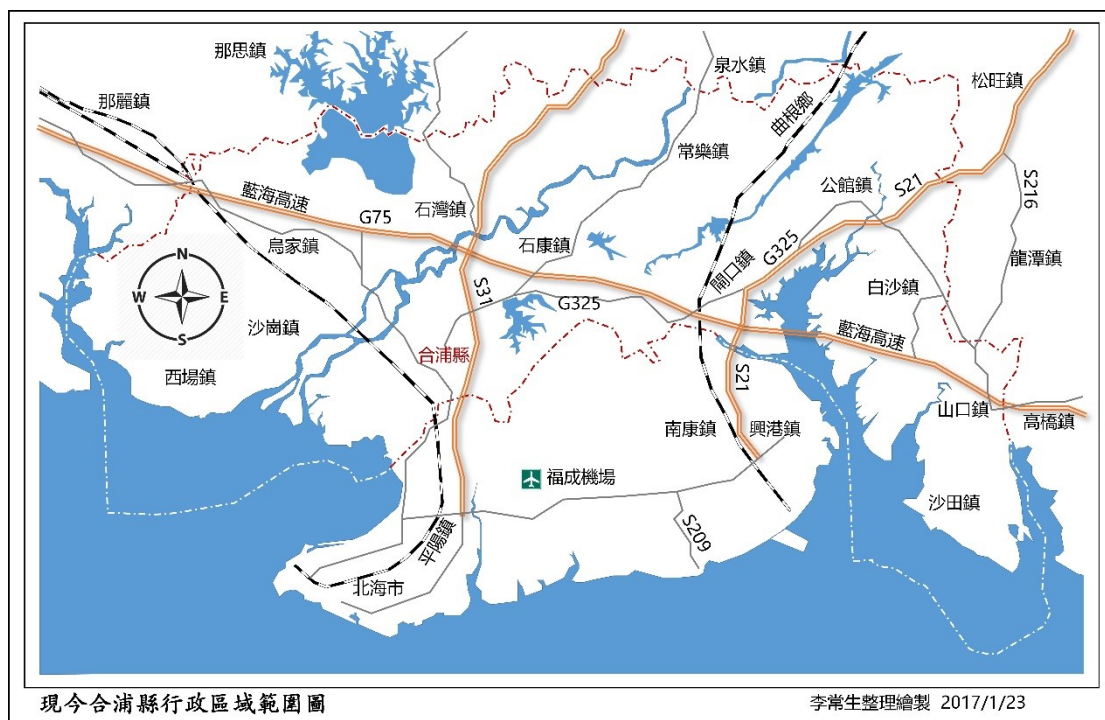 那思鎮
泉水鎮
松旺鎮
那麗鎮
曲根鄉
常樂鎮
公館鎮
S21
S216
藍海高速
G75
石灣鎮
烏家鎮
石康鎮
閘口鎮
G325
龍潭鎮
白沙鎮
N
W
E
S
S31
G325
沙崗鎮
合浦縣
藍海高速
西場鎮
S21
山口鎮
高橋鎮
南康鎮
興港鎮
福成機場
沙田鎮
S209
平陽鎮
北海市
現今合浦縣行政區域範圍圖
李常生整理繪製 2017/1/23